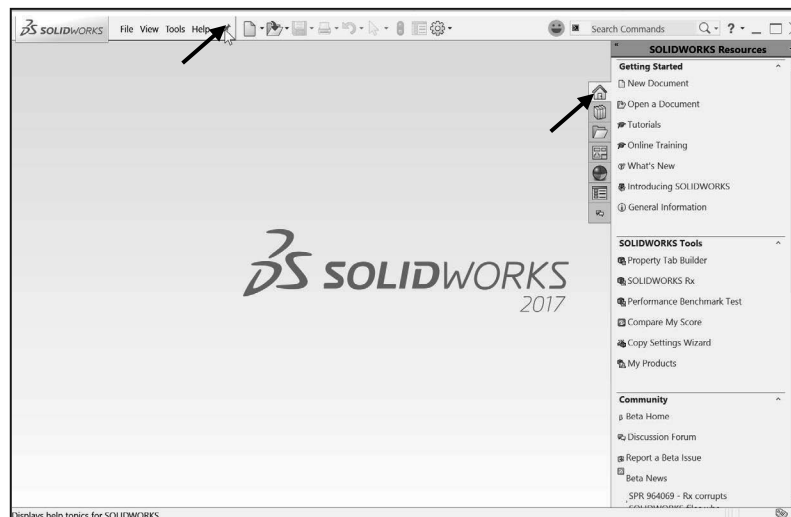 SOLIDWORKS File View Tools Help
Search Commands
SOLIDWORKS Resources
Getting Started
New Document
Open a Document
Tutorials
Online Training
What's New
Introducing SOLIDWORKS
General Information
SOLIDWORKS Tools
Property Tab Builder
SOLIDWORKS Rx
Performance Benchmark Test
Compare My Score
Copy Settings Wizard
My Products
Community
Beta Home
Discussion Forum
Report a Beta Issue
Beta News
SPR 964069 - Rx corrupts
SOLIDWORKS
2017
Displays help topics for SOLIDWORKS